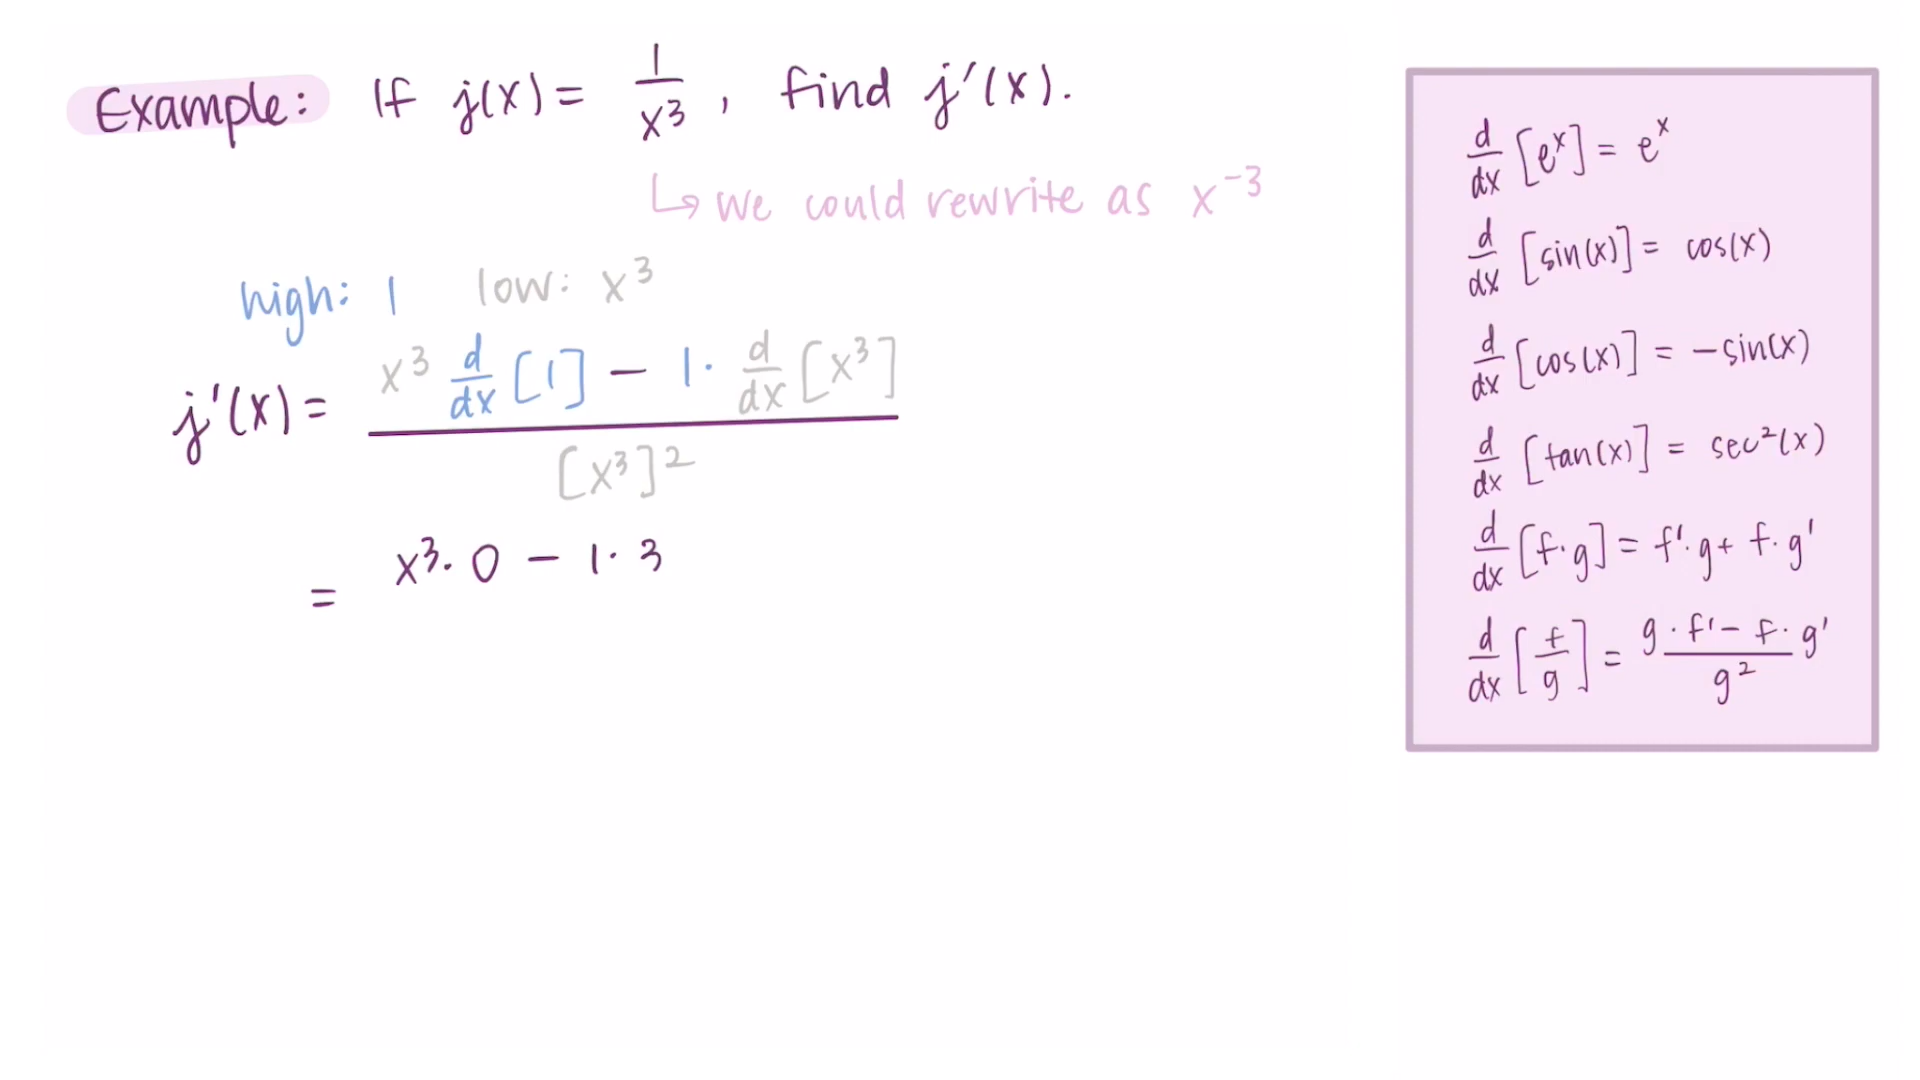 Example: If j(x) = 1/x³, find j'(x).
↳ we could rewrite as x⁻³
high: 1 low: x³
j'(x) = (x³ d/dx [1] − 1· d/dx [x³]) / [x³]²
= x³· 0 − 1· 3
d/dx [eˣ] = eˣ
d/dx [sin(x)] = cos(x)
d/dx [cos(x)] = −sin(x)
d/dx [tan(x)] = sec²(x)
d/dx [f·g] = f'·g + f·g'
d/dx [f/g] = (g·f' − f·g') / g²